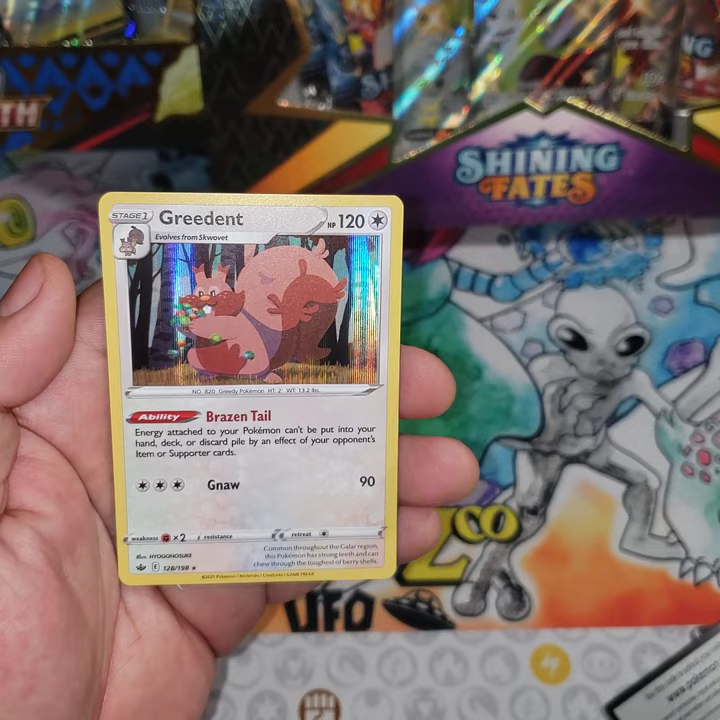 TH
SHINING
FATES
STAGE 1
Greedent
HP 120
Evolves from Skwovet
NO. 820 Greedy Pokémon HT: 2' WT: 13.2 lbs.
Ability Brazen Tail
Energy attached to your Pokémon can't be put into your
hand, deck, or discard pile by an effect of your opponent's
Item or Supporter cards.
Gnaw 90
weakness ×2 resistance retreat
Illus. HYOGONOSUKE
E 128/198 ★
Common throughout the Galar region,
this Pokémon has strong teeth and can
chew through the toughest of berry shells.
©2021 Pokémon / Nintendo / Creatures / GAME FREAK
ZCO
UFO